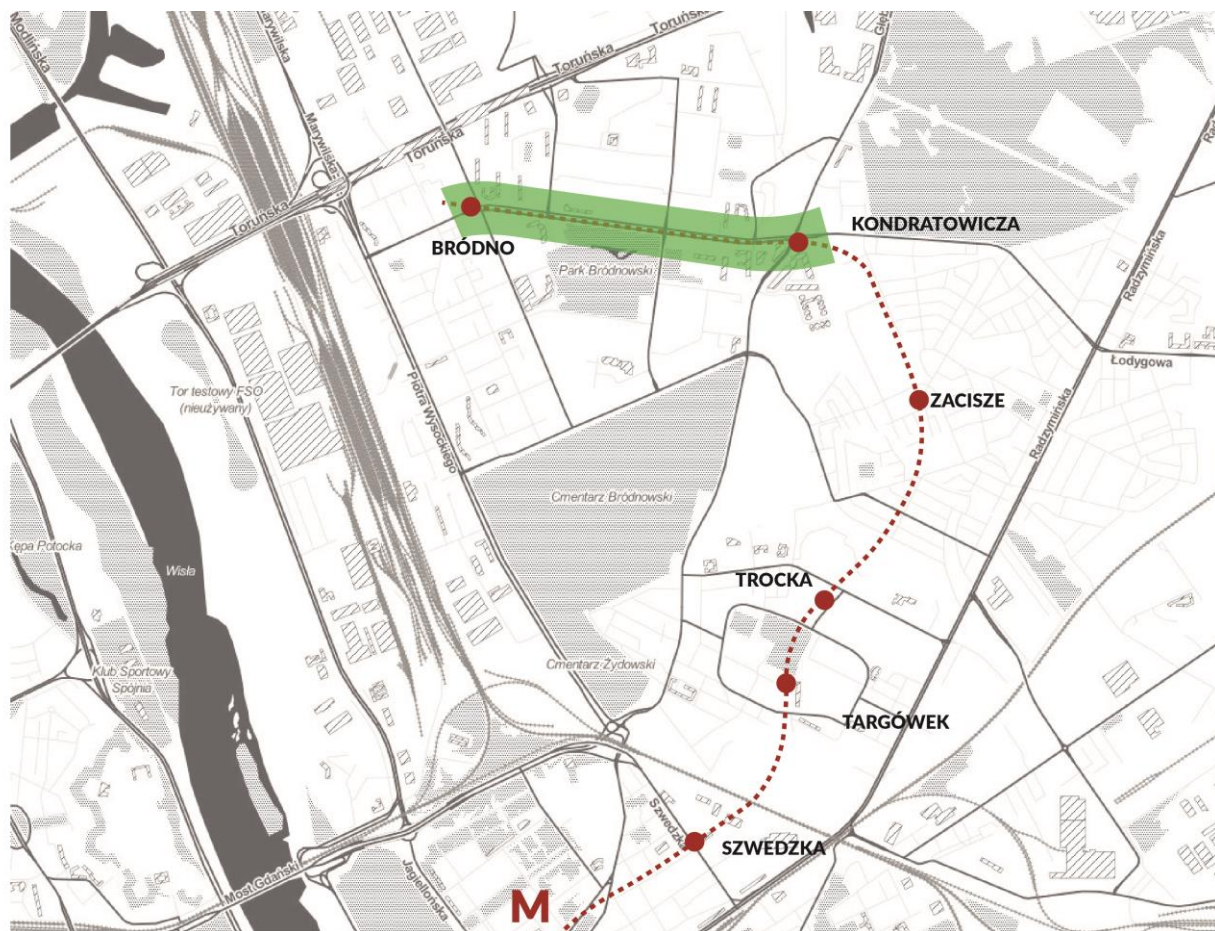 Modlińska
Marywilska
Toruńska
Toruńska
Marywilska
Toruńska
Toruńska
Radzymińska
KONDRATOWICZA
BRÓDNO
Park Bródnowski
Łodygowa
Piotra Wysockiego
Tor testowy FSO
(nieużywany)
ZACISZE
Radzymińska
Cmentarz Bródnowski
Kępa Potocka
Wisła
TROCKA
Cmentarz Żydowski
Klub Sportowy
Spójnia
TARGÓWEK
Szwedzka
SZWEDZKA
Most Gdański
Jagiellońska
M